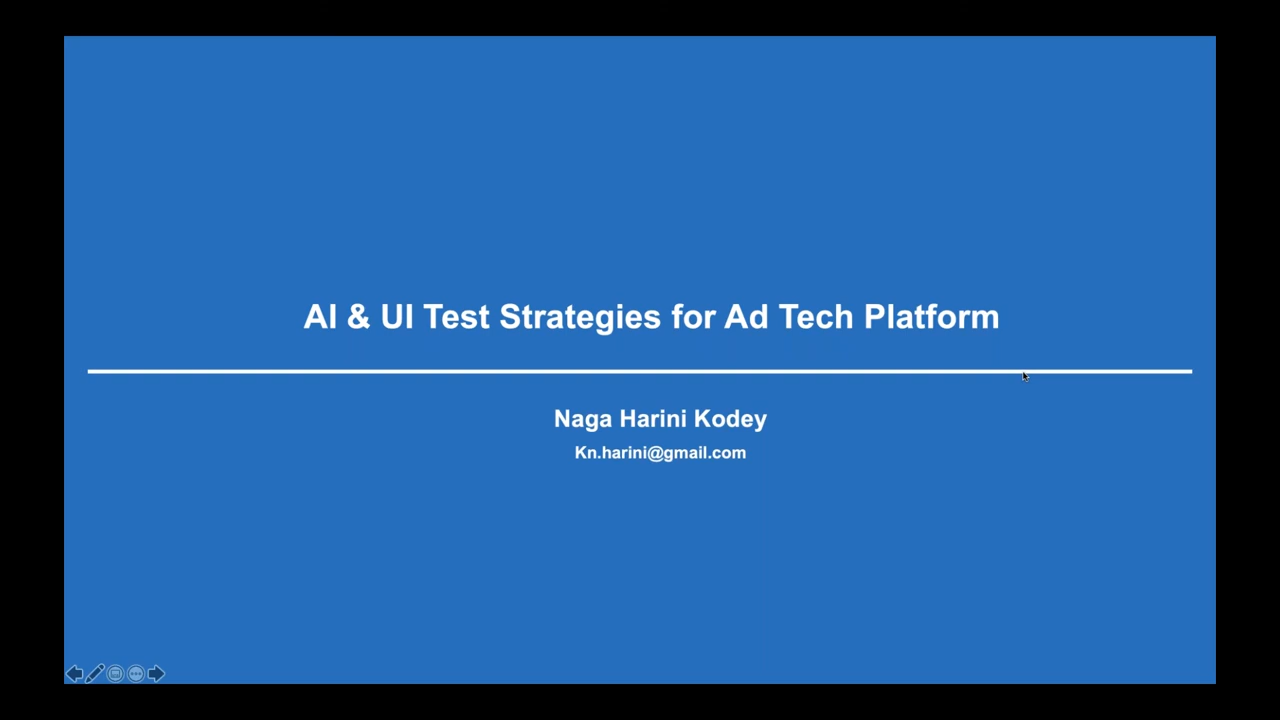 AI & UI Test Strategies for Ad Tech Platform
Naga Harini Kodey
Kn.harini@gmail.com